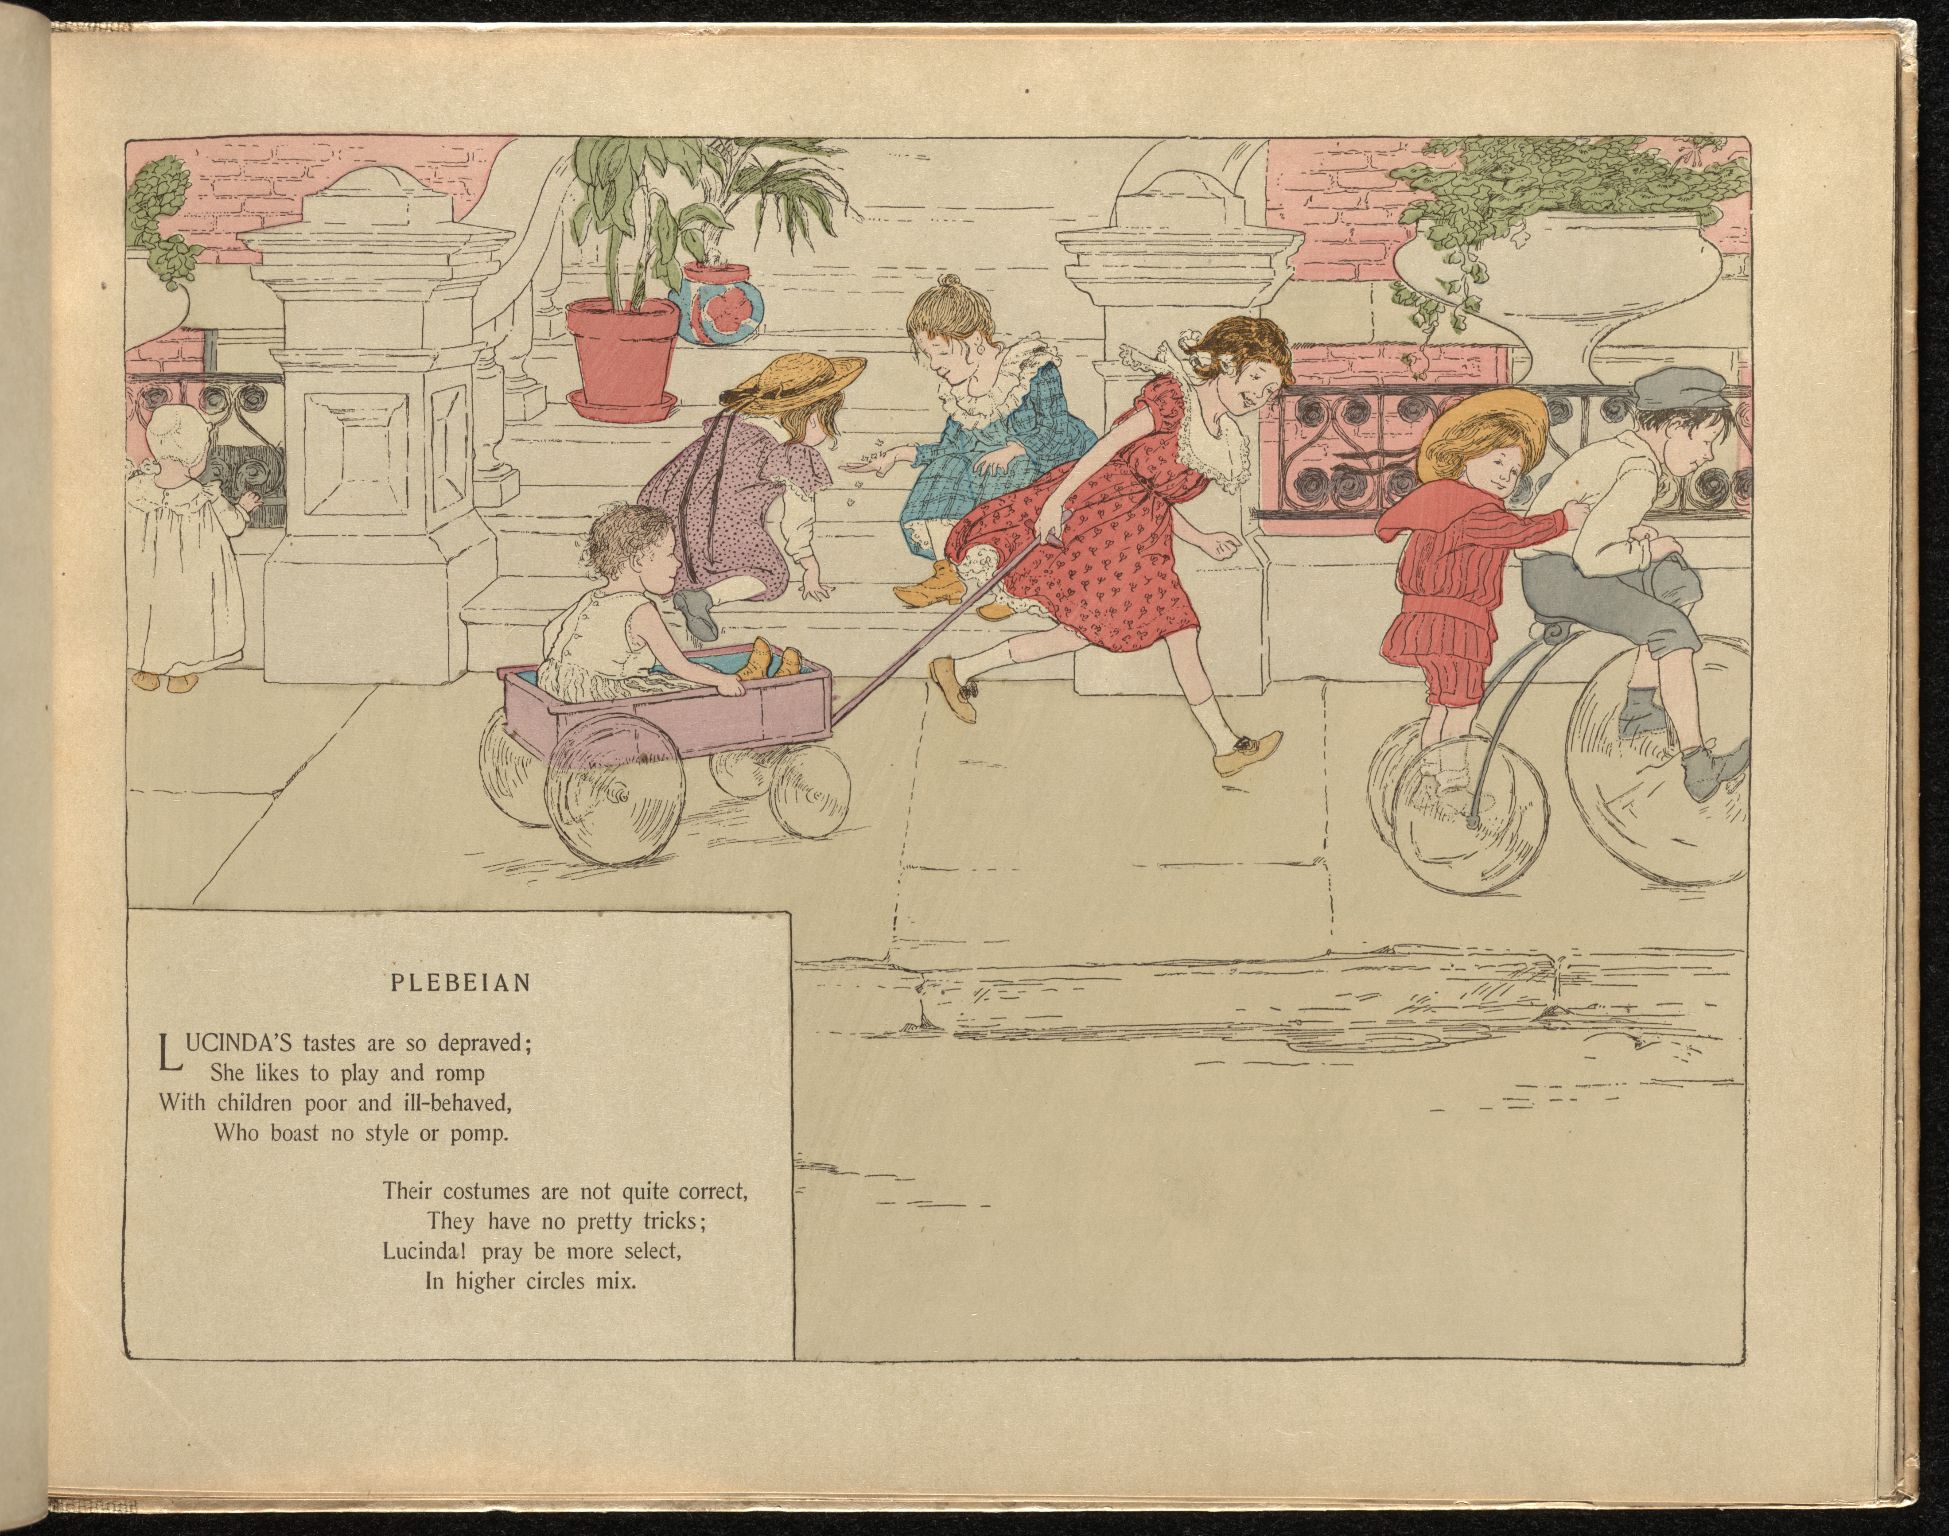 PLEBEIAN
LUCINDA'S tastes are so depraved;
She likes to play and romp
With children poor and ill-behaved,
Who boast no style or pomp.
Their costumes are not quite correct,
They have no pretty tricks;
Lucinda! pray be more select,
In higher circles mix.